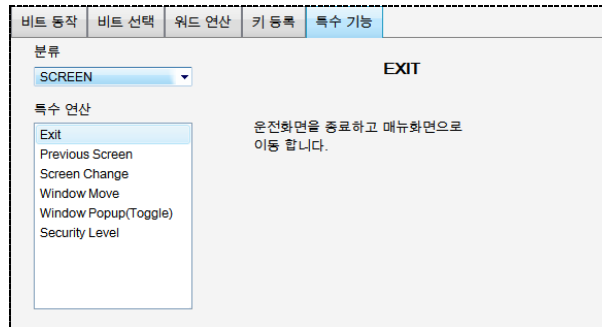 비트 동작 비트 선택 워드 연산 키 등록 특수 기능
분류
SCREEN
EXIT
특수 연산
Exit
Previous Screen
Screen Change
Window Move
Window Popup(Toggle)
Security Level
운전화면을 종료하고 매뉴화면으로
이동 합니다.